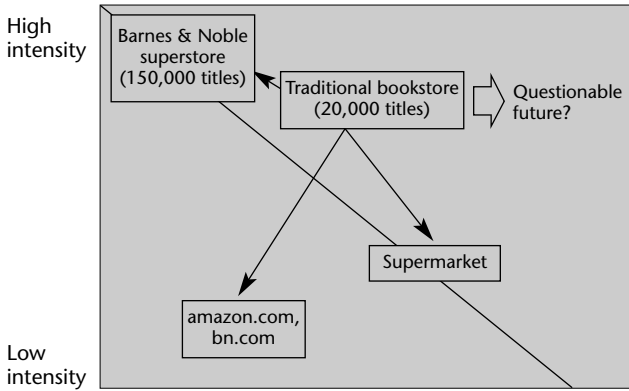 High
intensity
Barnes & Noble
superstore
(150,000 titles)
Traditional bookstore
(20,000 titles)
Questionable
future?
Supermarket
amazon.com,
bn.com
Low
intensity